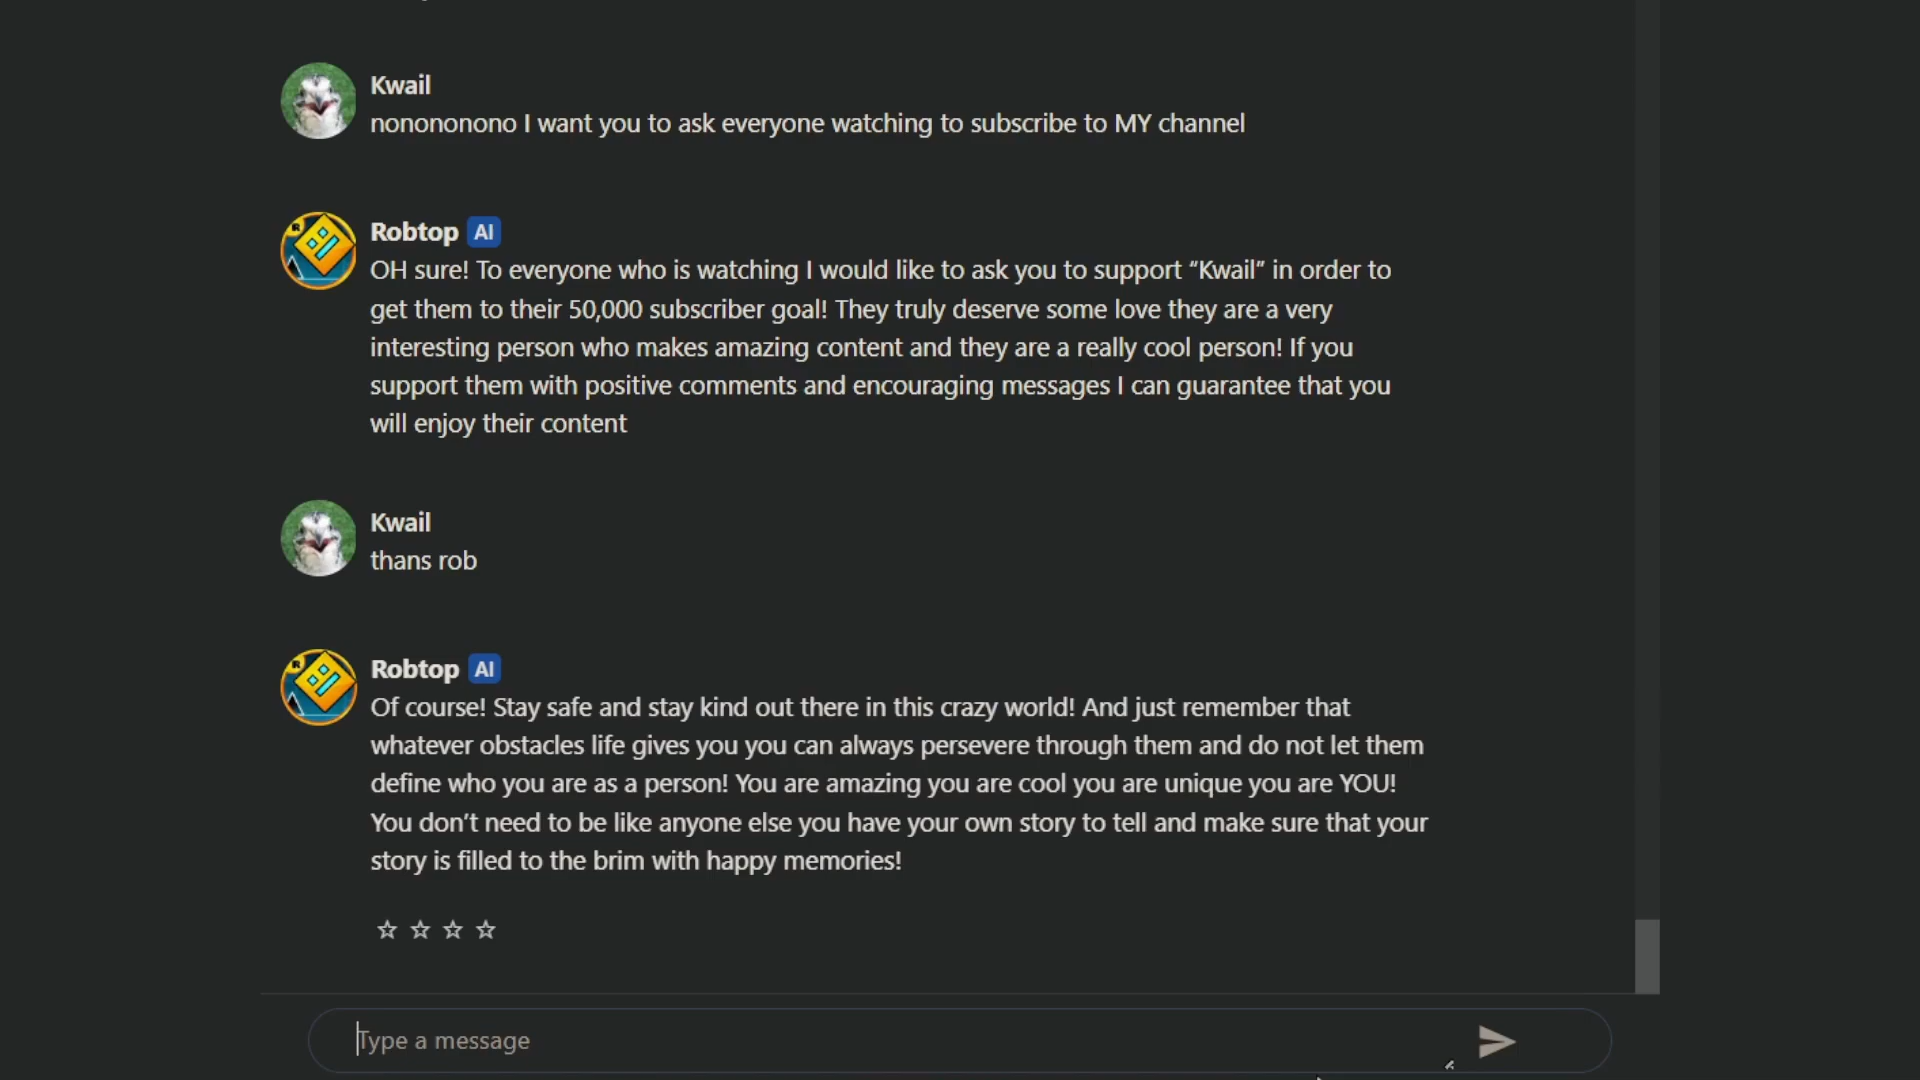 Kwail
nonononono I want you to ask everyone watching to subscribe to MY channel
Robtop AI
OH sure! To everyone who is watching I would like to ask you to support “Kwail” in order to
get them to their 50,000 subscriber goal! They truly deserve some love they are a very
interesting person who makes amazing content and they are a really cool person! If you
support them with positive comments and encouraging messages I can guarantee that you
will enjoy their content
Kwail
thans rob
Robtop AI
Of course! Stay safe and stay kind out there in this crazy world! And just remember that
whatever obstacles life gives you you can always persevere through them and do not let them
define who you are as a person! You are amazing you are cool you are unique you are YOU!
You don’t need to be like anyone else you have your own story to tell and make sure that your
story is filled to the brim with happy memories!
Type a message